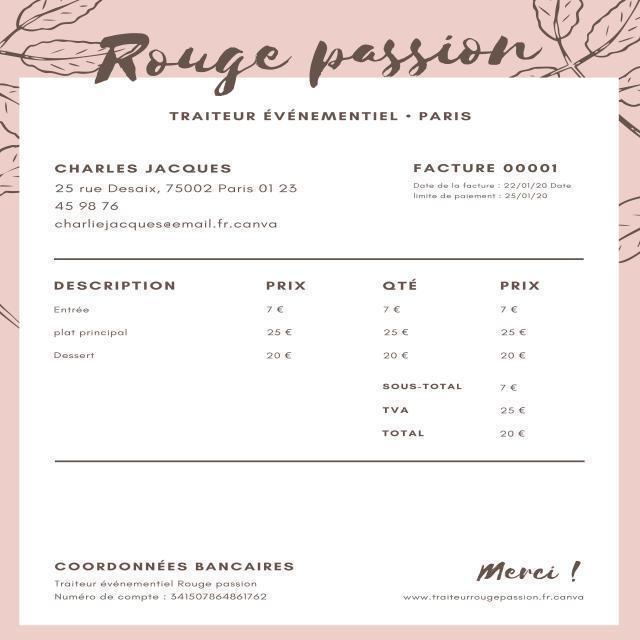 Rouge passion
TRAITEUR ÉVÉNEMENTIEL • PARIS
CHARLES JACQUES
25 rue Desaix, 75002 Paris 01 23
45 98 76
charliejacques@email.fr.canva
FACTURE 00001
Date de la facture : 22/01/20 Date
limite de paiement : 25/01/20
DESCRIPTION PRIX QTÉ PRIX
Entrée 7 € 7 € 7 €
plat principal 25 € 25 € 25 €
Dessert 20 € 20 € 20 €
SOUS-TOTAL 7 €
TVA 25 €
TOTAL 20 €
COORDONNÉES BANCAIRES
Traiteur événementiel Rouge passion
Numéro de compte : 341507864861762
Merci !
www.traiteurrougepassion.fr.canva